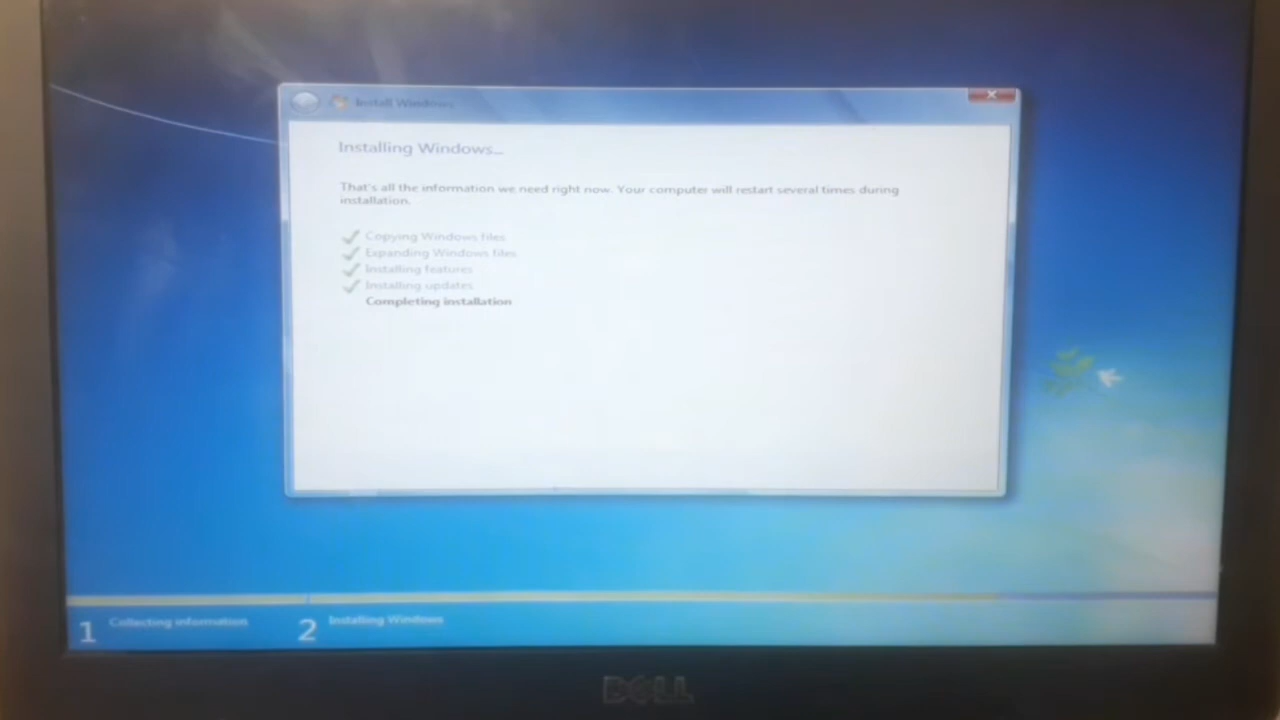 Install Windows
Installing Windows...
That's all the information we need right now. Your computer will restart several times during
installation.
Copying Windows files
Expanding Windows files
Installing features
Installing updates
Completing installation
1 Collecting information
2 Installing Windows
DELL